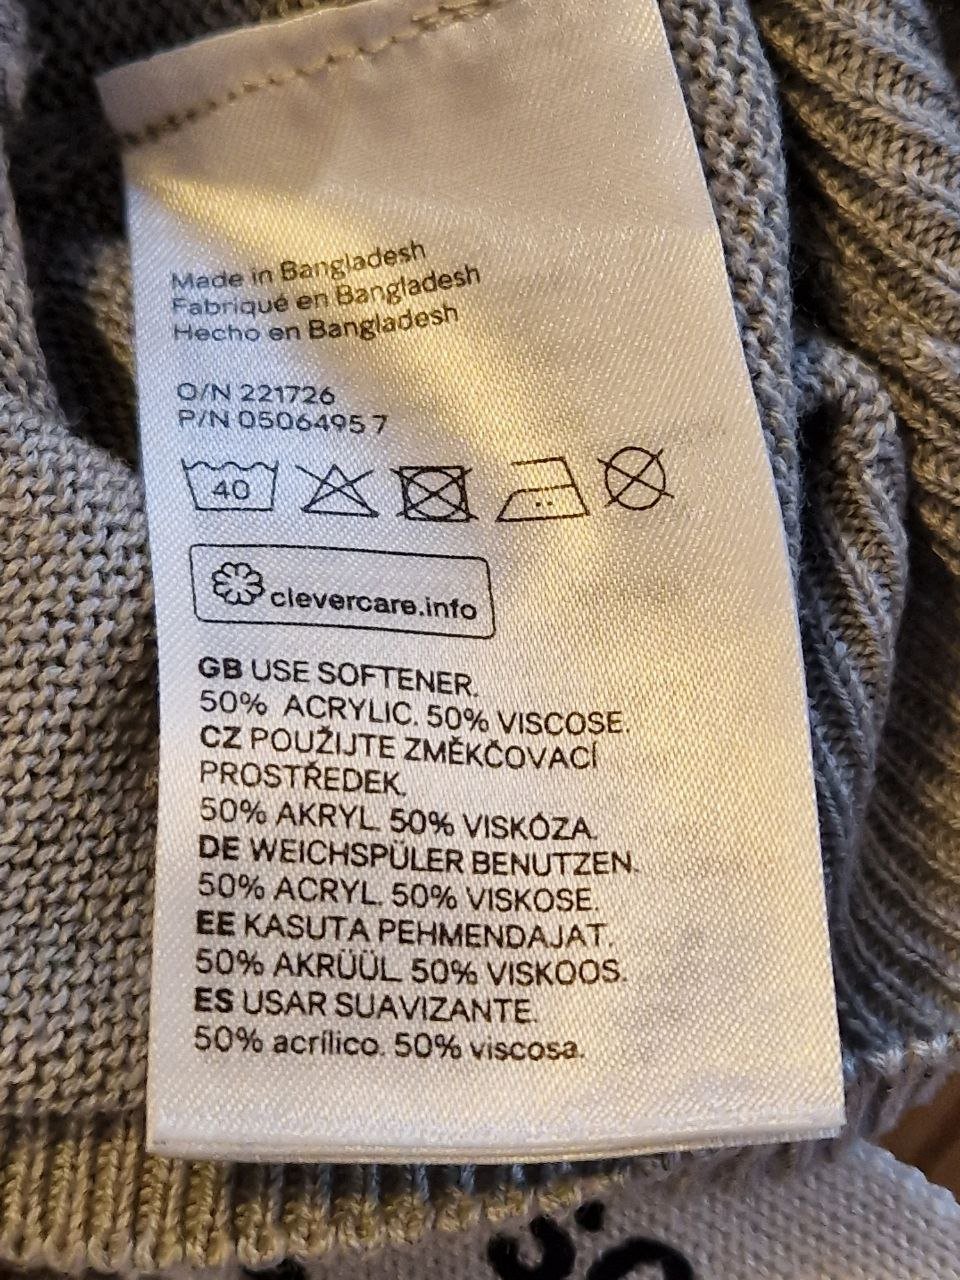 Made in Bangladesh
Fabriqué en Bangladesh
Hecho en Bangladesh
O/N 221726
P/N 0506495 7
40
clevercare.info
GB USE SOFTENER.
50% ACRYLIC. 50% VISCOSE.
CZ POUŽIJTE ZMĚKČOVACÍ
PROSTŘEDEK.
50% AKRYL. 50% VISKÓZA.
DE WEICHSPÜLER BENUTZEN.
50% ACRYL. 50% VISKOSE.
EE KASUTA PEHMENDAJAT.
50% AKRÜÜL. 50% VISKOOS.
ES USAR SUAVIZANTE.
50% acrílico. 50% viscosa.